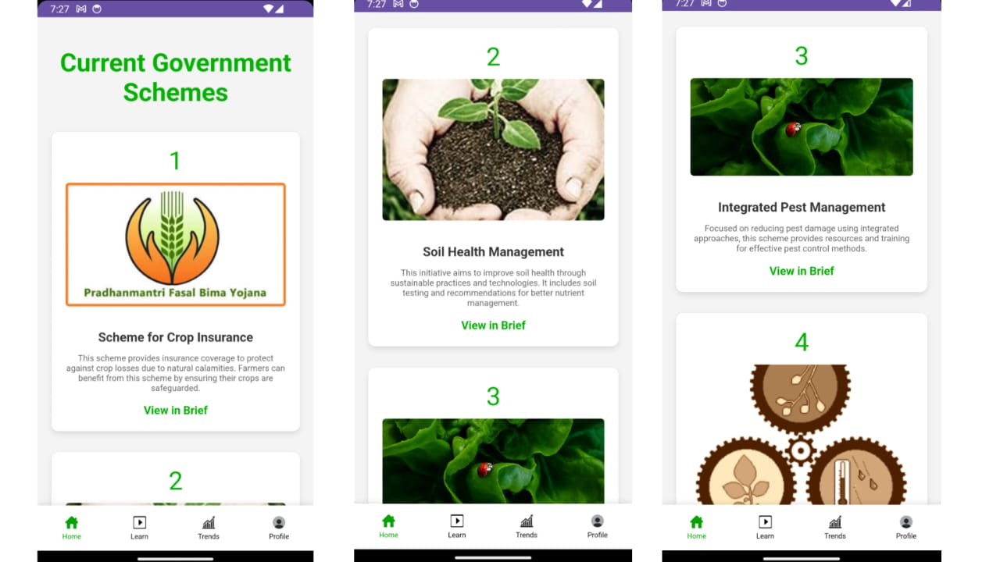 7:27
Current Government
Schemes
1
Pradhanmantri Fasal Bima Yojana
Scheme for Crop Insurance
This scheme provides insurance coverage to protect
against crop losses due to natural calamities. Farmers can
benefit from this scheme by ensuring their crops are
safeguarded.
View in Brief
2
Home
Learn
Trends
Profile
7:27
2
Soil Health Management
This initiative aims to improve soil health through
sustainable practices and technologies. It includes soil
testing and recommendations for better nutrient
management.
View in Brief
3
Home
Learn
Trends
Profile
7:27
3
Integrated Pest Management
Focused on reducing pest damage using integrated
approaches, this scheme provides resources and training
for effective pest control methods.
View in Brief
4
Home
Learn
Trends
Profile